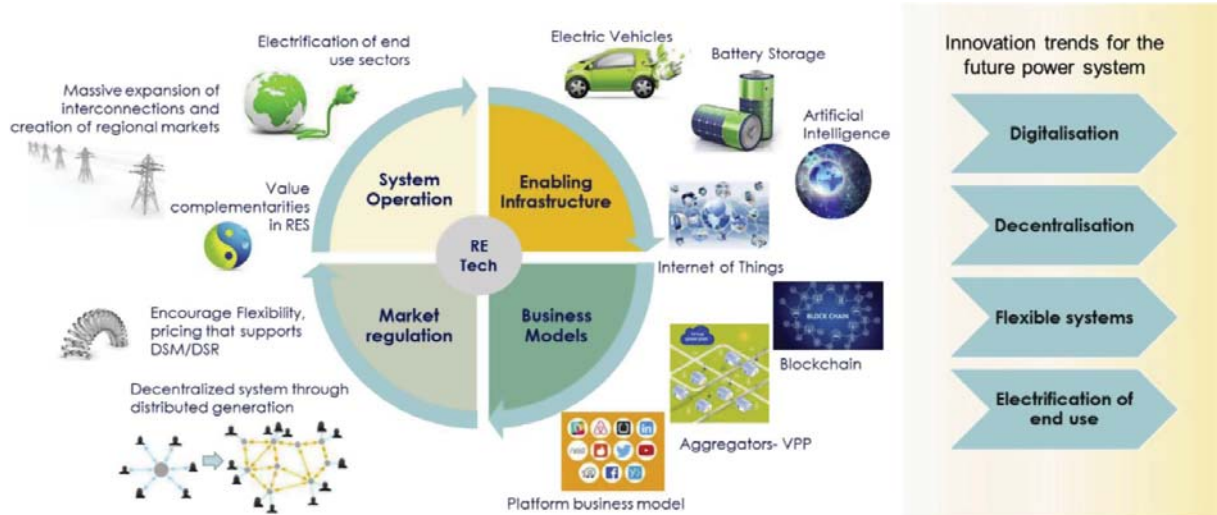 Electrification of end
use sectors
Massive expansion of
interconnections and
creation of regional markets
Value
complementarities
in RES
Encourage Flexibility,
pricing that supports
DSM/DSR
Decentralized system through
distributed generation
System
Operation
Enabling
Infrastructure
RE
Tech
Market
regulation
Business
Models
Electric Vehicles
Battery Storage
Artificial
Intelligence
Internet of Things
BLOCK CHAIN
Blockchain
Aggregators- VPP
Platform business model
Innovation trends for the
future power system
Digitalisation
Decentralisation
Flexible systems
Electrification of
end use